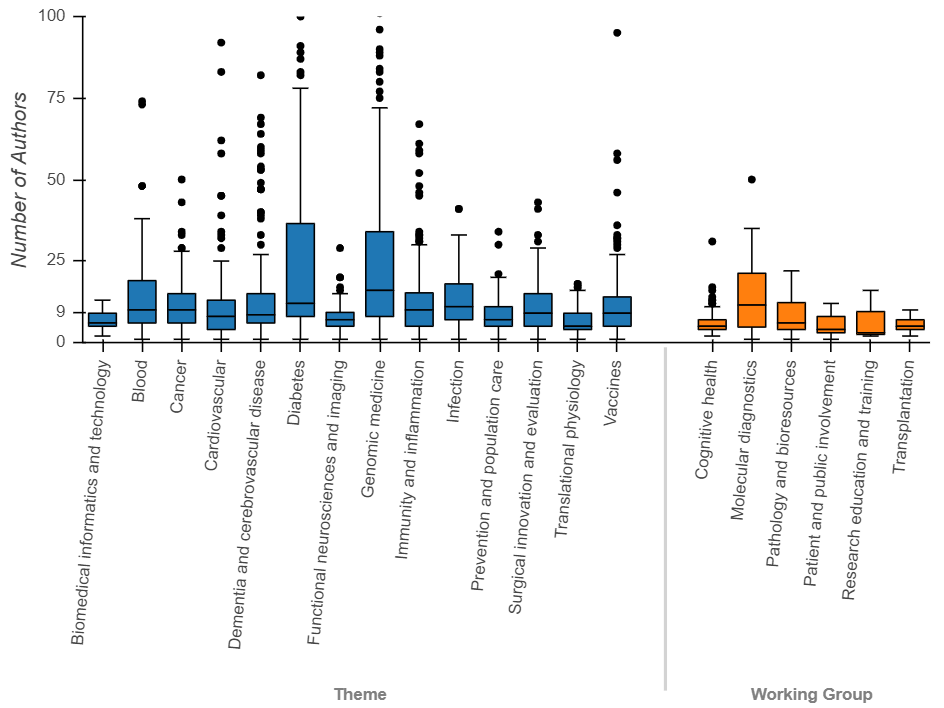 Number of Authors
100
75
50
25
9
0
Biomedical informatics and technology
Blood
Cancer
Cardiovascular
Dementia and cerebrovascular disease
Diabetes
Functional neurosciences and imaging
Genomic medicine
Immunity and inflammation
Infection
Prevention and population care
Surgical innovation and evaluation
Translational physiology
Vaccines
Cognitive health
Molecular diagnostics
Pathology and bioresources
Patient and public involvement
Research education and training
Transplantation
Theme
Working Group